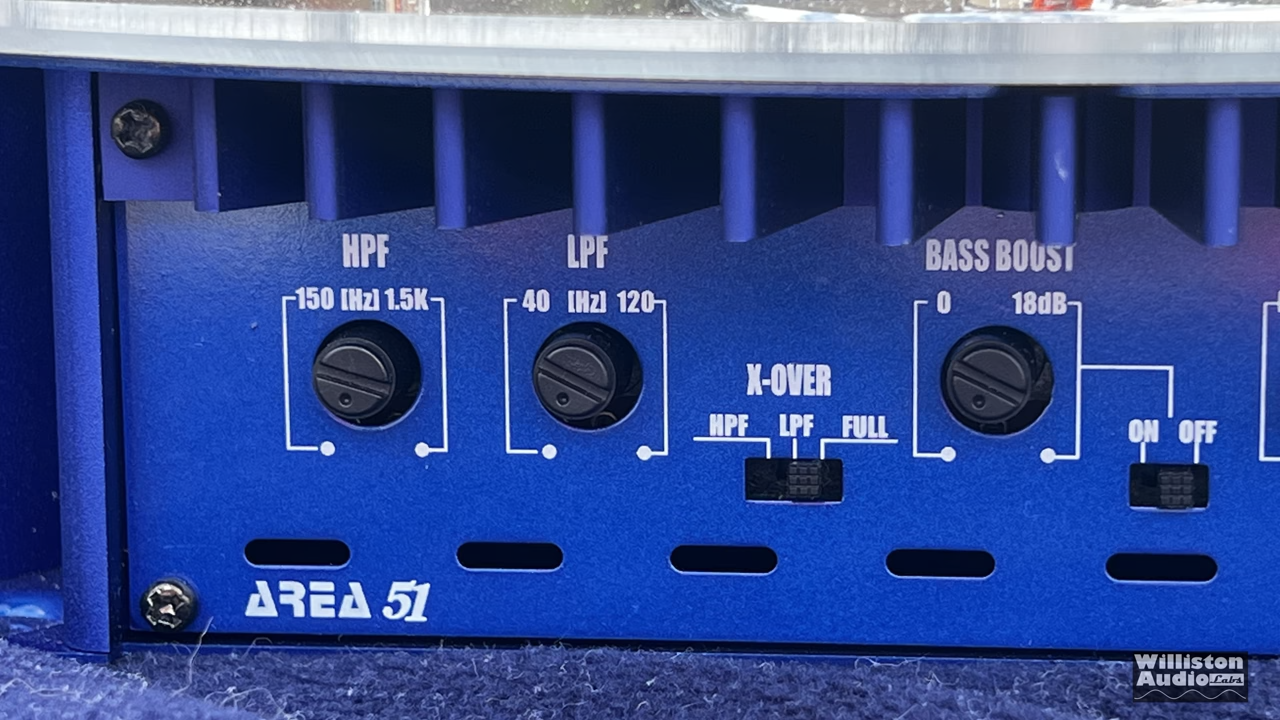 HPF
150 [Hz] 1.5K
LPF
40 [Hz] 120
X-OVER
HPF LPF FULL
BASS BOOST
0 18dB
ON OFF
AREA 51
Williston
Audio Labs